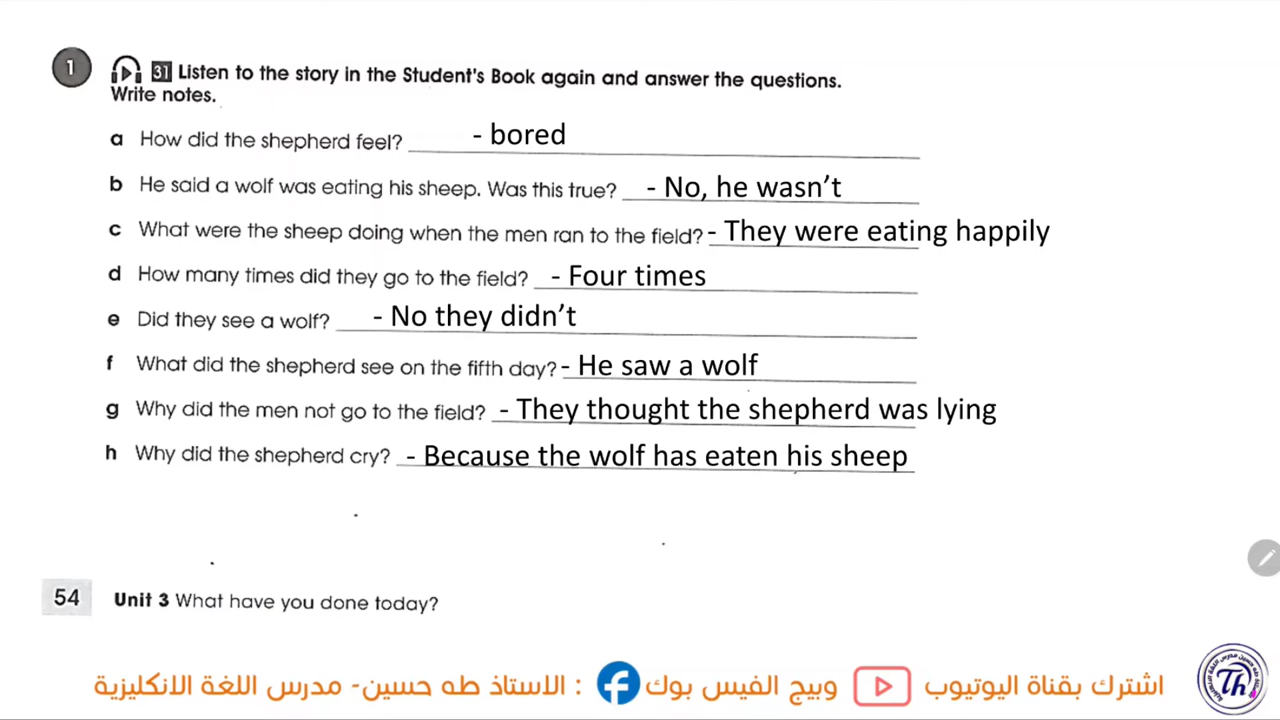 1 31 Listen to the story in the Student's Book again and answer the questions.
Write notes.
a How did the shepherd feel? - bored
b He said a wolf was eating his sheep. Was this true? - No, he wasn't
c What were the sheep doing when the men ran to the field? - They were eating happily
d How many times did they go to the field? - Four times
e Did they see a wolf? - No they didn't
f What did the shepherd see on the fifth day? - He saw a wolf
g Why did the men not go to the field? - They thought the shepherd was lying
h Why did the shepherd cry? - Because the wolf has eaten his sheep
54 Unit 3 What have you done today?
اشترك بقناة اليوتيوب وبيج الفيس بوك : الاستاذ طه حسين- مدرس اللغة الانكليزية
Th